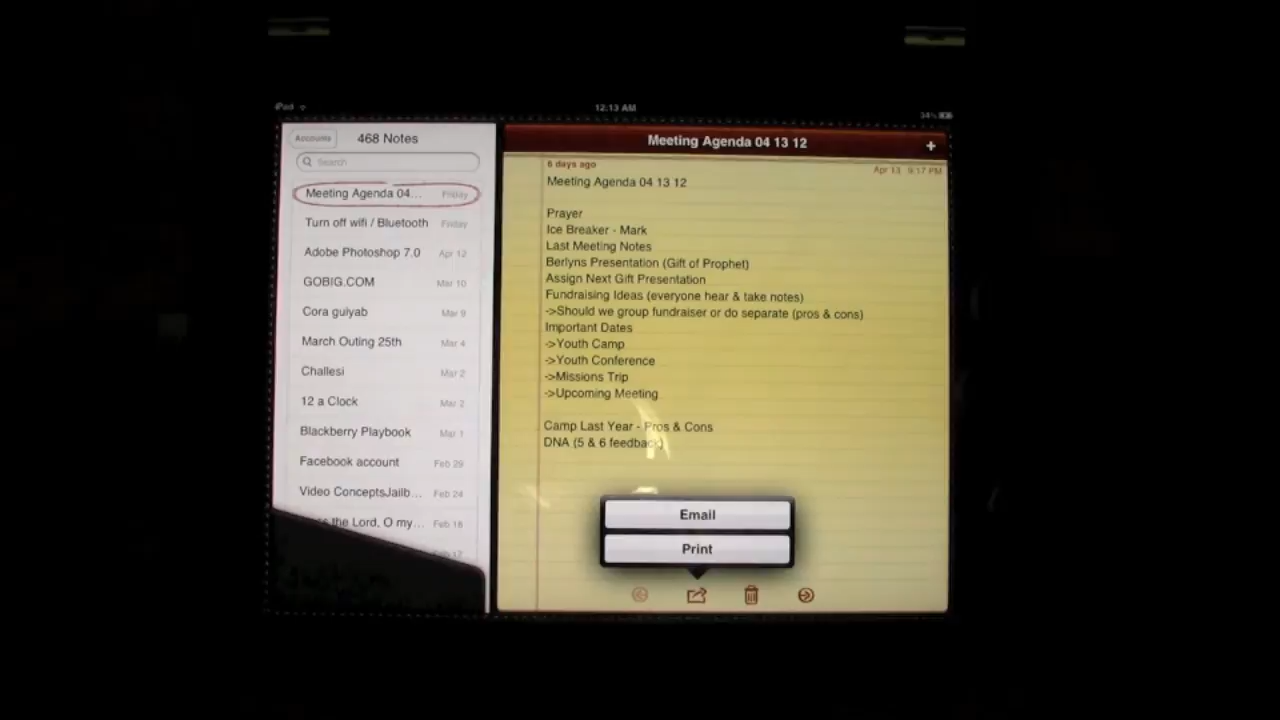 iPad
12:13 AM
34%
Accounts
468 Notes
Search
Meeting Agenda 04... Friday
Turn off wifi / Bluetooth Friday
Adobe Photoshop 7.0 Apr 12
GOBIG.COM Mar 10
Cora guiyab Mar 9
March Outing 25th Mar 4
Challesi Mar 2
12 a Clock Mar 2
Blackberry Playbook Mar 1
Facebook account Feb 29
Video ConceptsJailb... Feb 24
the Lord, O my... Feb 18
Meeting Agenda 04 13 12
+
6 days ago
Apr 13 9:17 PM
Meeting Agenda 04 13 12
Prayer
Ice Breaker - Mark
Last Meeting Notes
Berlyns Presentation (Gift of Prophet)
Assign Next Gift Presentation
Fundraising Ideas (everyone hear & take notes)
->Should we group fundraiser or do separate (pros & cons)
Important Dates
->Youth Camp
->Youth Conference
->Missions Trip
->Upcoming Meeting
Camp Last Year - Pros & Cons
DNA (5 & 6 feedback)
Email
Print